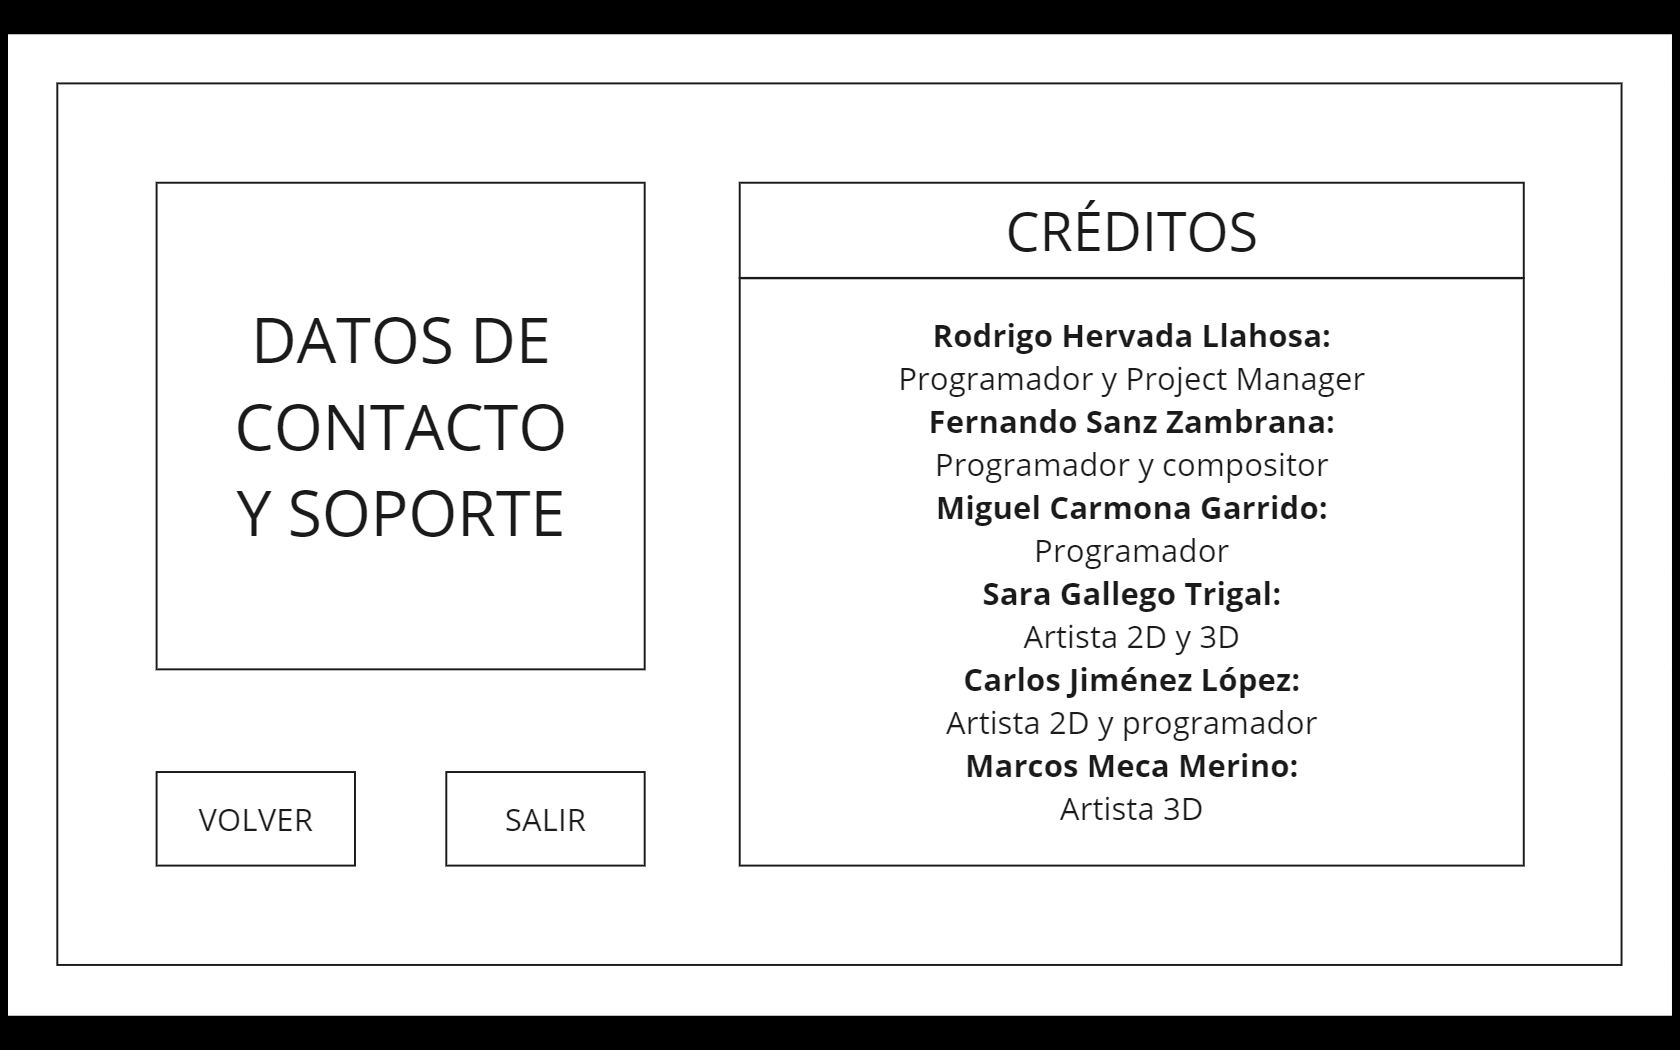 DATOS DE
CONTACTO
Y SOPORTE
VOLVER
SALIR
CRÉDITOS
Rodrigo Hervada Llahosa:
Programador y Project Manager
Fernando Sanz Zambrana:
Programador y compositor
Miguel Carmona Garrido:
Programador
Sara Gallego Trigal:
Artista 2D y 3D
Carlos Jiménez López:
Artista 2D y programador
Marcos Meca Merino:
Artista 3D